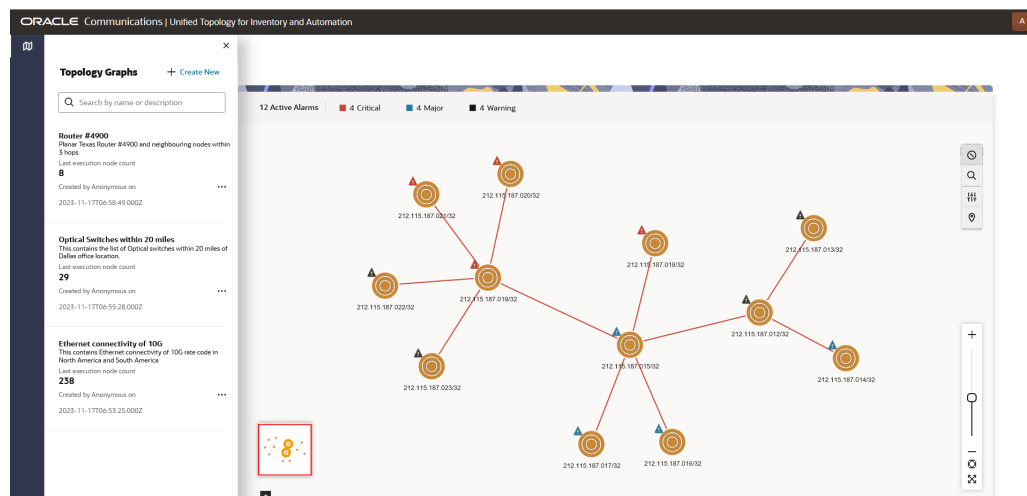 ORACLE Communications | Unified Topology for Inventory and Automation
A
Topology Graphs
+ Create New
Search by name or description
Router #4900
Planar Texas Router #4900 and neighbouring nodes within
3 hops
Last execution node count
8
Created by Anonymous on
2023-11-17T06:58:49.000Z
Optical Switches within 20 miles
This contains the list of Optical switches within 20 miles of
Dallas office location.
Last execution node count
29
Created by Anonymous on
2023-11-17T06:55:28.000Z
Ethernet connectivity of 10G
This contains Ethernet connectivity of 10G rate code in
North America and South America
Last execution node count
238
Created by Anonymous on
2023-11-17T06:53:25.000Z
12 Active Alarms
4 Critical
4 Major
4 Warning
212.115.187.020/32
212.115.187.021/32
212.115.187.013/32
212.115.187.018/32
212.115.187.019/32
212.115.187.022/32
212.115.187.012/32
212.115.187.015/32
212.115.187.014/32
212.115.187.023/32
212.115.187.017/32
212.115.187.016/32